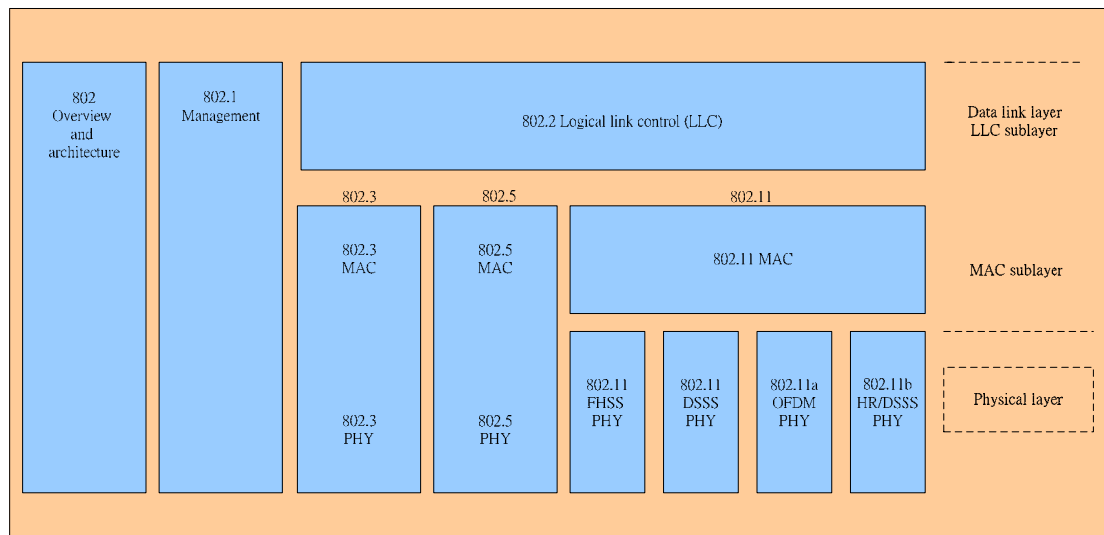 802
Overview
and
architecture
802.1
Management
802.2 Logical link control (LLC)
Data link layer
LLC sublayer
802.3
802.5
802.11
802.3
MAC
802.5
MAC
802.11 MAC
MAC sublayer
802.3
PHY
802.5
PHY
802.11
FHSS
PHY
802.11
DSSS
PHY
802.11a
OFDM
PHY
802.11b
HR/DSSS
PHY
Physical layer